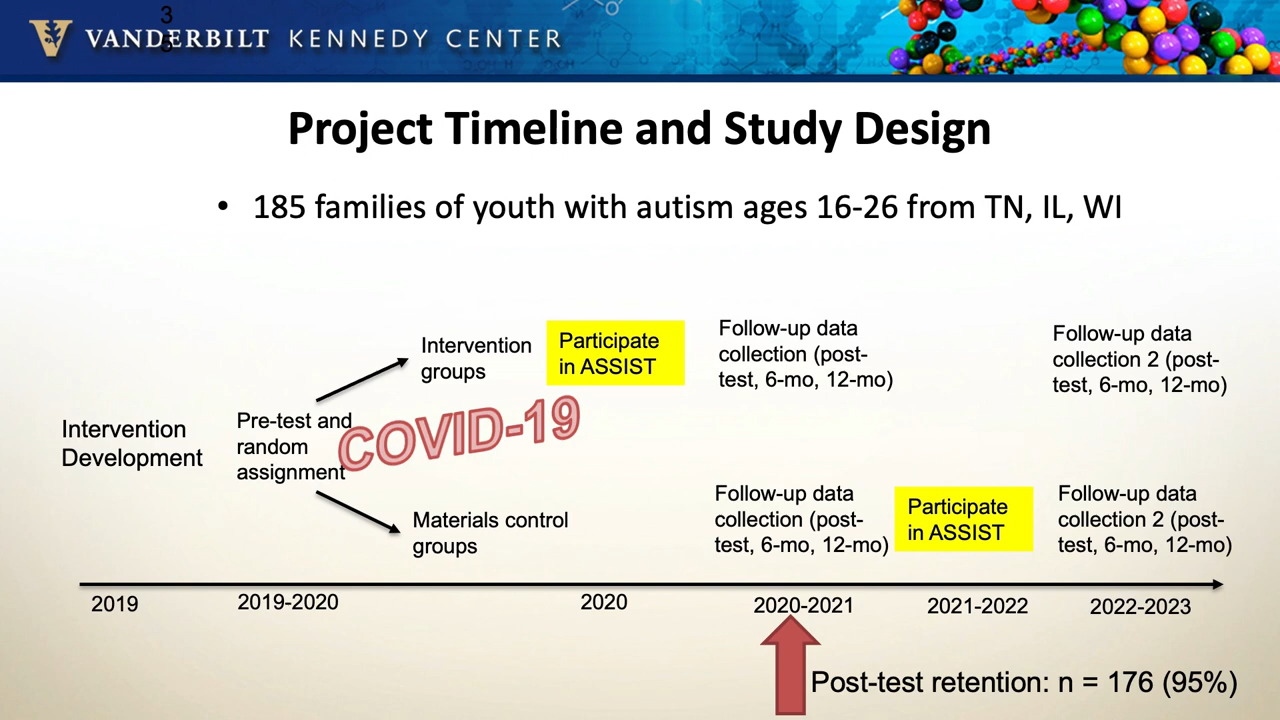 3
VANDERBILT KENNEDY CENTER
Project Timeline and Study Design
• 185 families of youth with autism ages 16-26 from TN, IL, WI
Intervention
Development
Pre-test and
random
assignment
COVID-19
Intervention
groups
Participate
in ASSIST
Follow-up data
collection (post-
test, 6-mo, 12-mo)
Follow-up data
collection 2 (post-
test, 6-mo, 12-mo)
Materials control
groups
Follow-up data
collection (post-
test, 6-mo, 12-mo)
Participate
in ASSIST
Follow-up data
collection 2 (post-
test, 6-mo, 12-mo)
2019
2019-2020
2020
2020-2021
2021-2022
2022-2023
Post-test retention: n = 176 (95%)